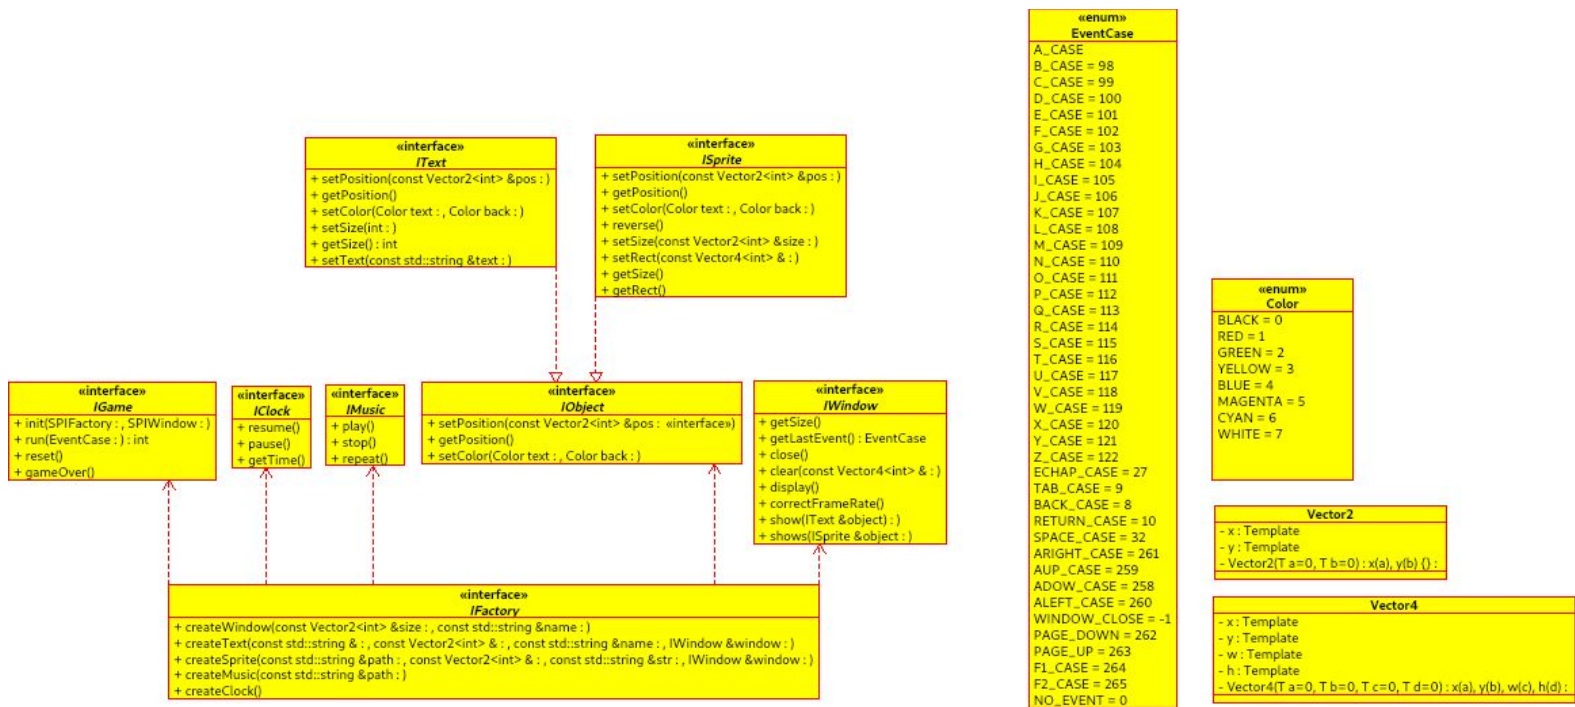 «interface»
IText
+ setPosition(const Vector2<int> &pos : )
+ getPosition()
+ setColor(Color text : , Color back : )
+ setSize(int : )
+ getSize() : int
+ setText(const std::string &text : )
«interface»
ISprite
+ setPosition(const Vector2<int> &pos : )
+ getPosition()
+ setColor(Color text : , Color back : )
+ reverse()
+ setSize(const Vector2<int> &size : )
+ setRect(const Vector4<int> & : )
+ getSize()
+ getRect()
«interface»
IGame
+ init(SPIFactory : , SPIWindow : )
+ run(EventCase : ) : int
+ reset()
+ gameOver()
«interface»
IClock
+ resume()
+ pause()
+ getTime()
«interface»
IMusic
+ play()
+ stop()
+ repeat()
«interface»
IObject
+ setPosition(const Vector2<int> &pos : «interface»)
+ getPosition()
+ setColor(Color text : , Color back : )
«interface»
IWindow
+ getSize()
+ getLastEvent() : EventCase
+ close()
+ clear(const Vector4<int> & : )
+ display()
+ correctFrameRate()
+ show(IText &object) : )
+ shows(ISprite &object : )
«interface»
IFactory
+ createWindow(const Vector2<int> &size : , const std::string &name : )
+ createText(const std::string & : , const Vector2<int> & : , const std::string &name : , IWindow &window : )
+ createSprite(const std::string &path : , const Vector2<int> & : , const std::string &str : , IWindow &window : )
+ createMusic(const std::string &path : )
+ createClock()
«enum»
EventCase
A_CASE
B_CASE = 98
C_CASE = 99
D_CASE = 100
E_CASE = 101
F_CASE = 102
G_CASE = 103
H_CASE = 104
I_CASE = 105
J_CASE = 106
K_CASE = 107
L_CASE = 108
M_CASE = 109
N_CASE = 110
O_CASE = 111
P_CASE = 112
Q_CASE = 113
R_CASE = 114
S_CASE = 115
T_CASE = 116
U_CASE = 117
V_CASE = 118
W_CASE = 119
X_CASE = 120
Y_CASE = 121
Z_CASE = 122
ECHAP_CASE = 27
TAB_CASE = 9
BACK_CASE = 8
RETURN_CASE = 10
SPACE_CASE = 32
ARIGHT_CASE = 261
AUP_CASE = 259
ADOW_CASE = 258
ALEFT_CASE = 260
WINDOW_CLOSE = -1
PAGE_DOWN = 262
PAGE_UP = 263
F1_CASE = 264
F2_CASE = 265
NO_EVENT = 0
«enum»
Color
BLACK = 0
RED = 1
GREEN = 2
YELLOW = 3
BLUE = 4
MAGENTA = 5
CYAN = 6
WHITE = 7
Vector2
- x : Template
- y : Template
- Vector2(T a=0, T b=0) : x(a), y(b) {} :
Vector4
- x : Template
- y : Template
- w : Template
- h : Template
- Vector4(T a=0, T b=0, T c=0, T d=0) : x(a), y(b), w(c), h(d) :